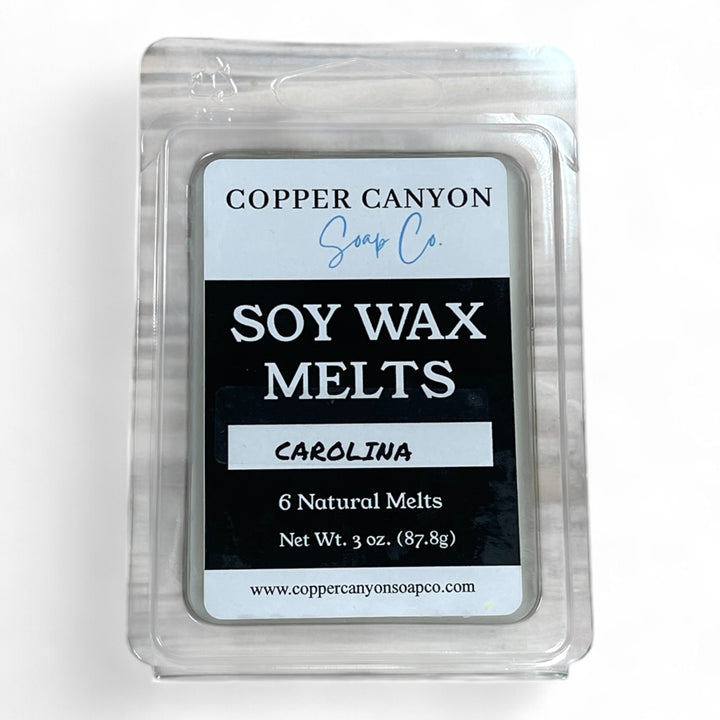 COPPER CANYON
Soap Co.
SOY WAX
MELTS
CAROLINA
6 Natural Melts
Net Wt. 3 oz. (87.8g)
www.coppercanyonsoapco.com